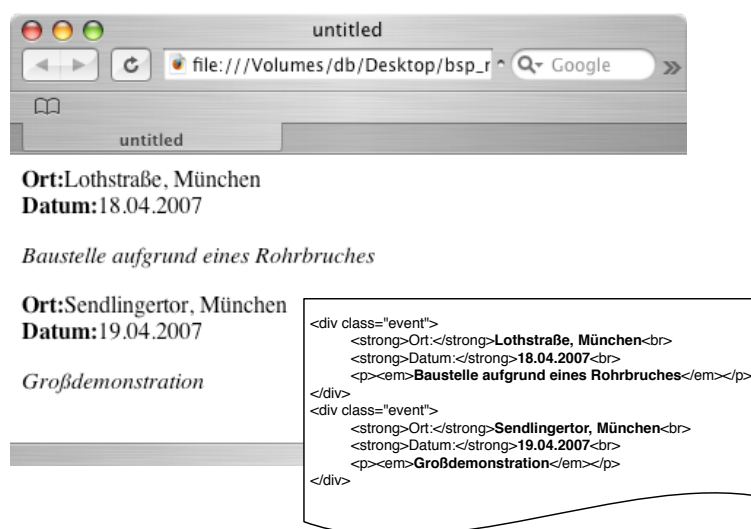 untitled
file:///Volumes/db/Desktop/bsp_r
Google
untitled
Ort:Lothstraße, München
Datum:18.04.2007
Baustelle aufgrund eines Rohrbruches
Ort:Sendlingertor, München
Datum:19.04.2007
Großdemonstration
<div class="event">
<strong>Ort:</strong>Lothstraße, München<br>
<strong>Datum:</strong>18.04.2007<br>
<p><em>Baustelle aufgrund eines Rohrbruches</em></p>
</div>
<div class="event">
<strong>Ort:</strong>Sendlingertor, München<br>
<strong>Datum:</strong>19.04.2007<br>
<p><em>Großdemonstration</em></p>
</div>